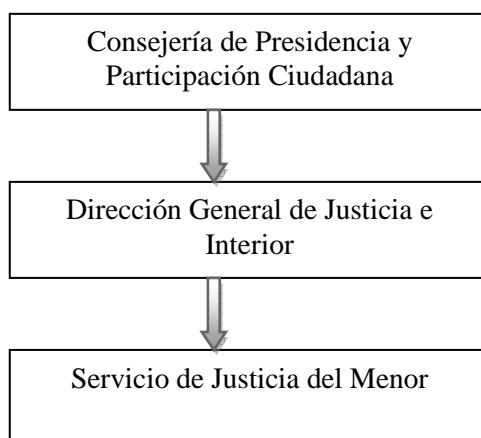 Consejería de Presidencia y
Participación Ciudadana
Dirección General de Justicia e
Interior
Servicio de Justicia del Menor